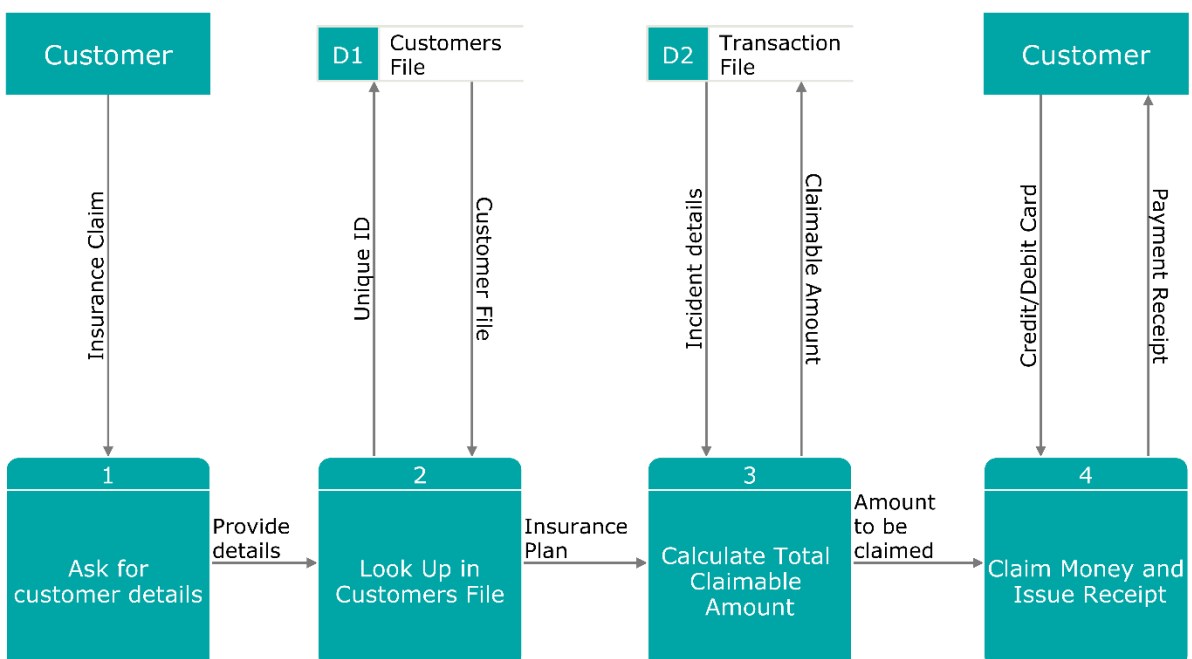 Customer
D1
Customers
File
D2
Transaction
File
Customer
Insurance Claim
Unique ID
Customer File
Incident details
Claimable Amount
Credit/Debit Card
Payment Receipt
1
Ask for
customer details
Provide
details
2
Look Up in
Customers File
Insurance
Plan
3
Calculate Total
Claimable
Amount
Amount
to be
claimed
4
Claim Money and
Issue Receipt